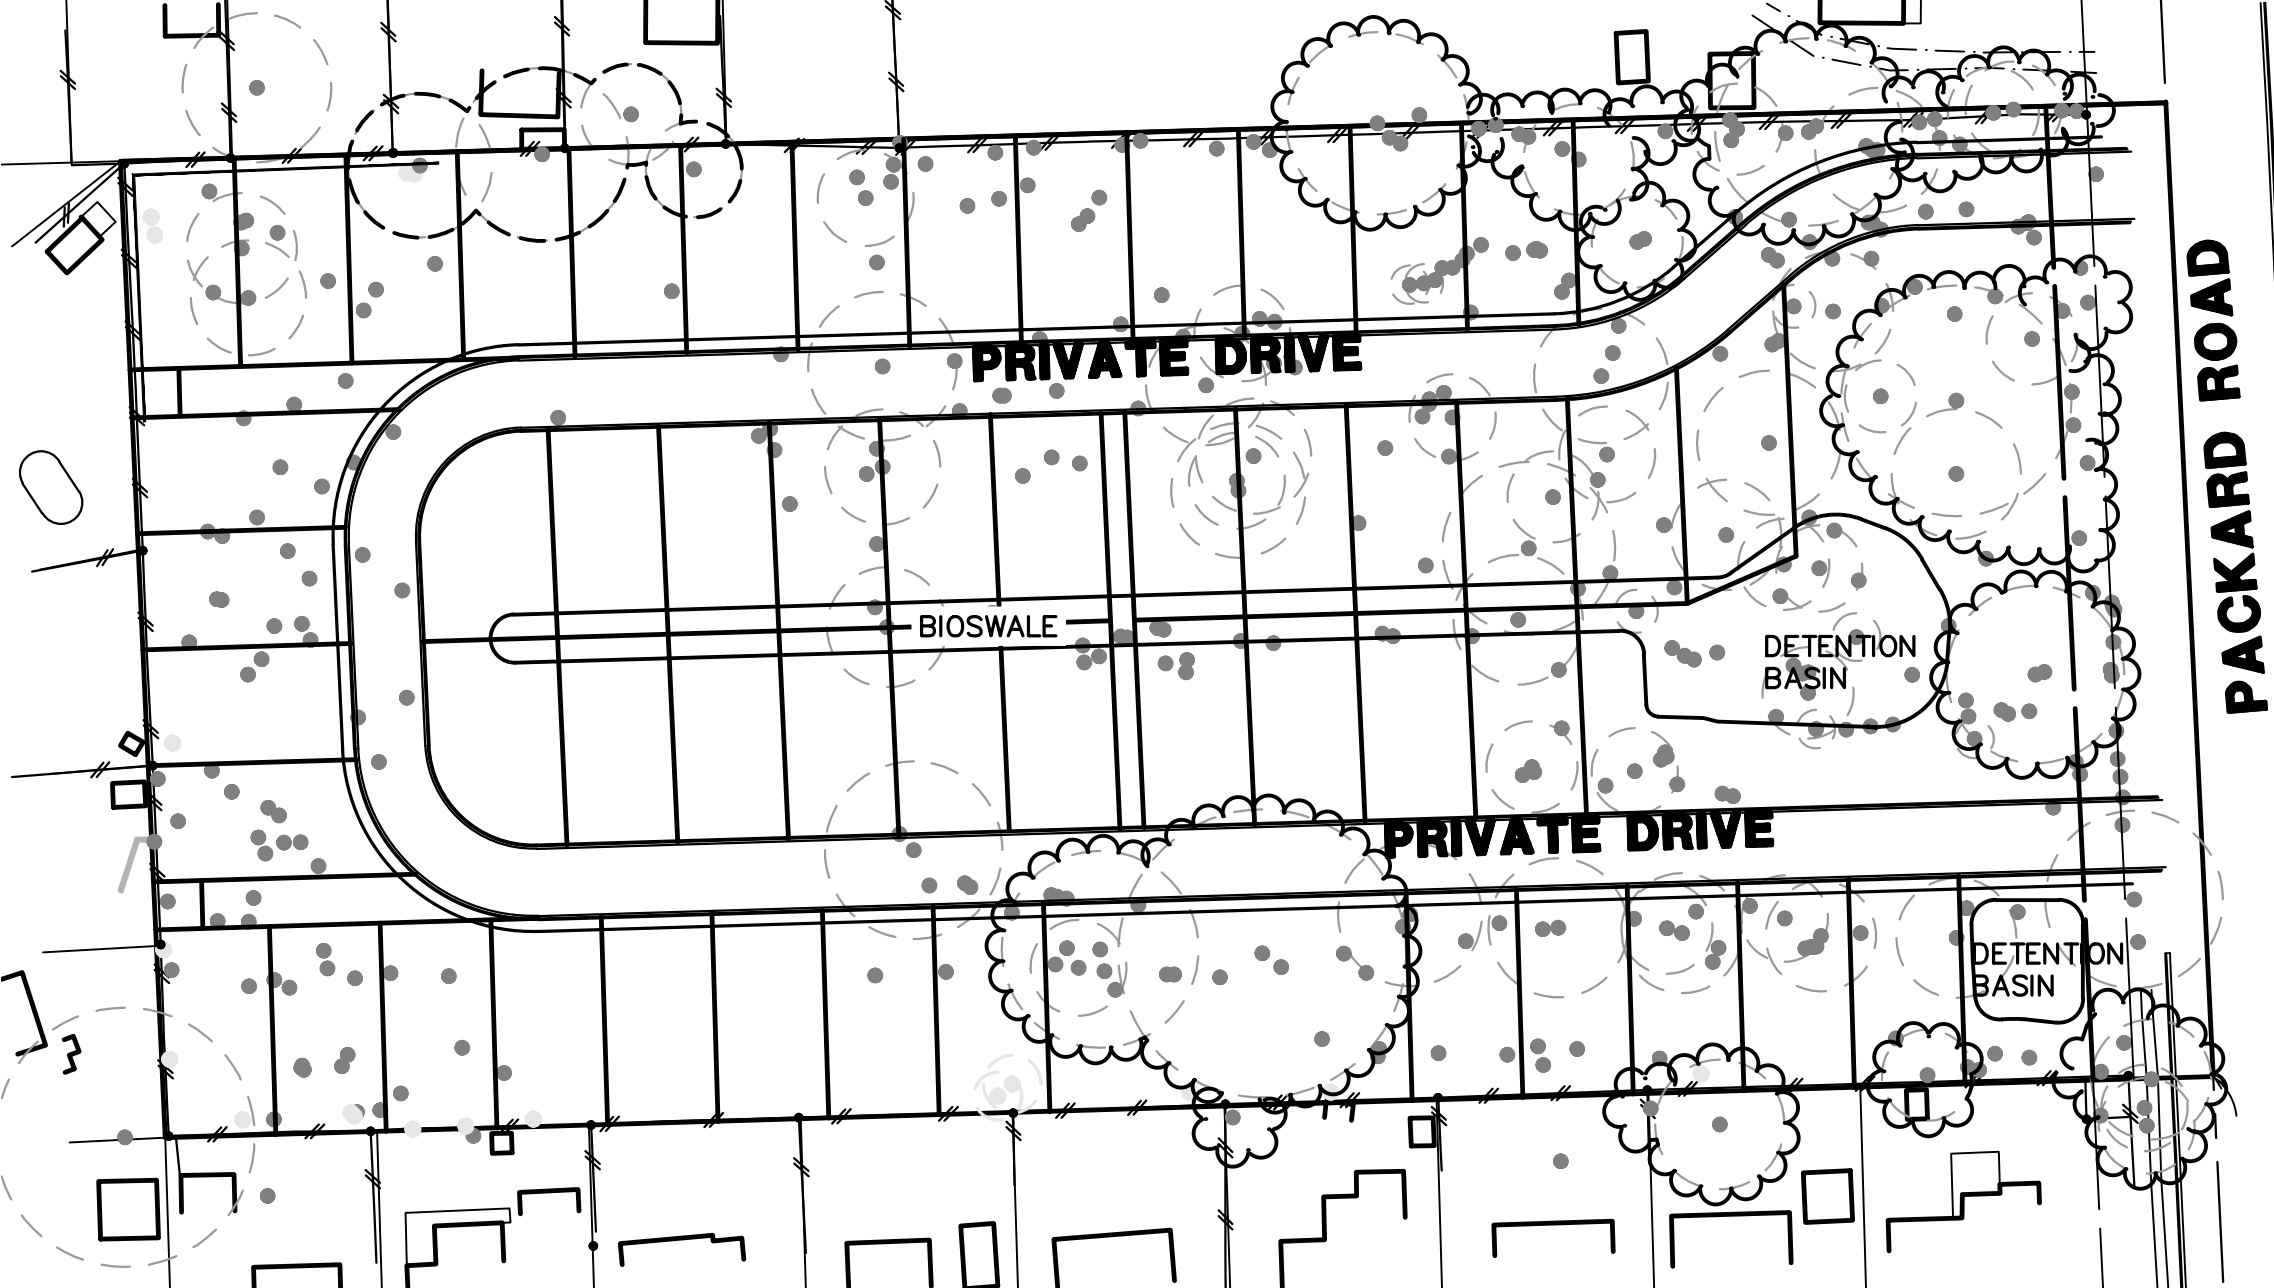 PRIVATE DRIVE
PACKARD ROAD
BIOSWALE
DETENTION
BASIN
PRIVATE DRIVE
DETENTION
BASIN